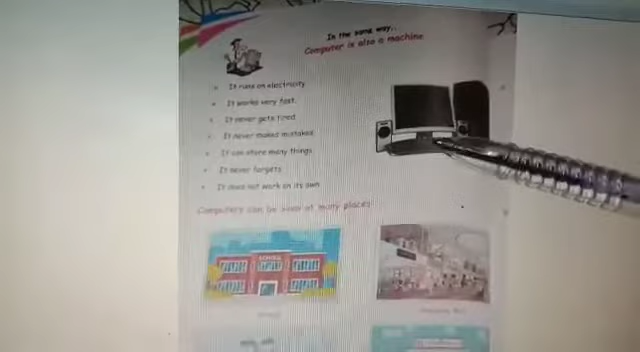 In the same way..
Computer is also a machine
It runs on electricity
It works very fast.
It never gets tired
It never makes mistakes
It can store many things
It never forgets
It does not work on its own
Computers can be seen at many places
SCHOOL